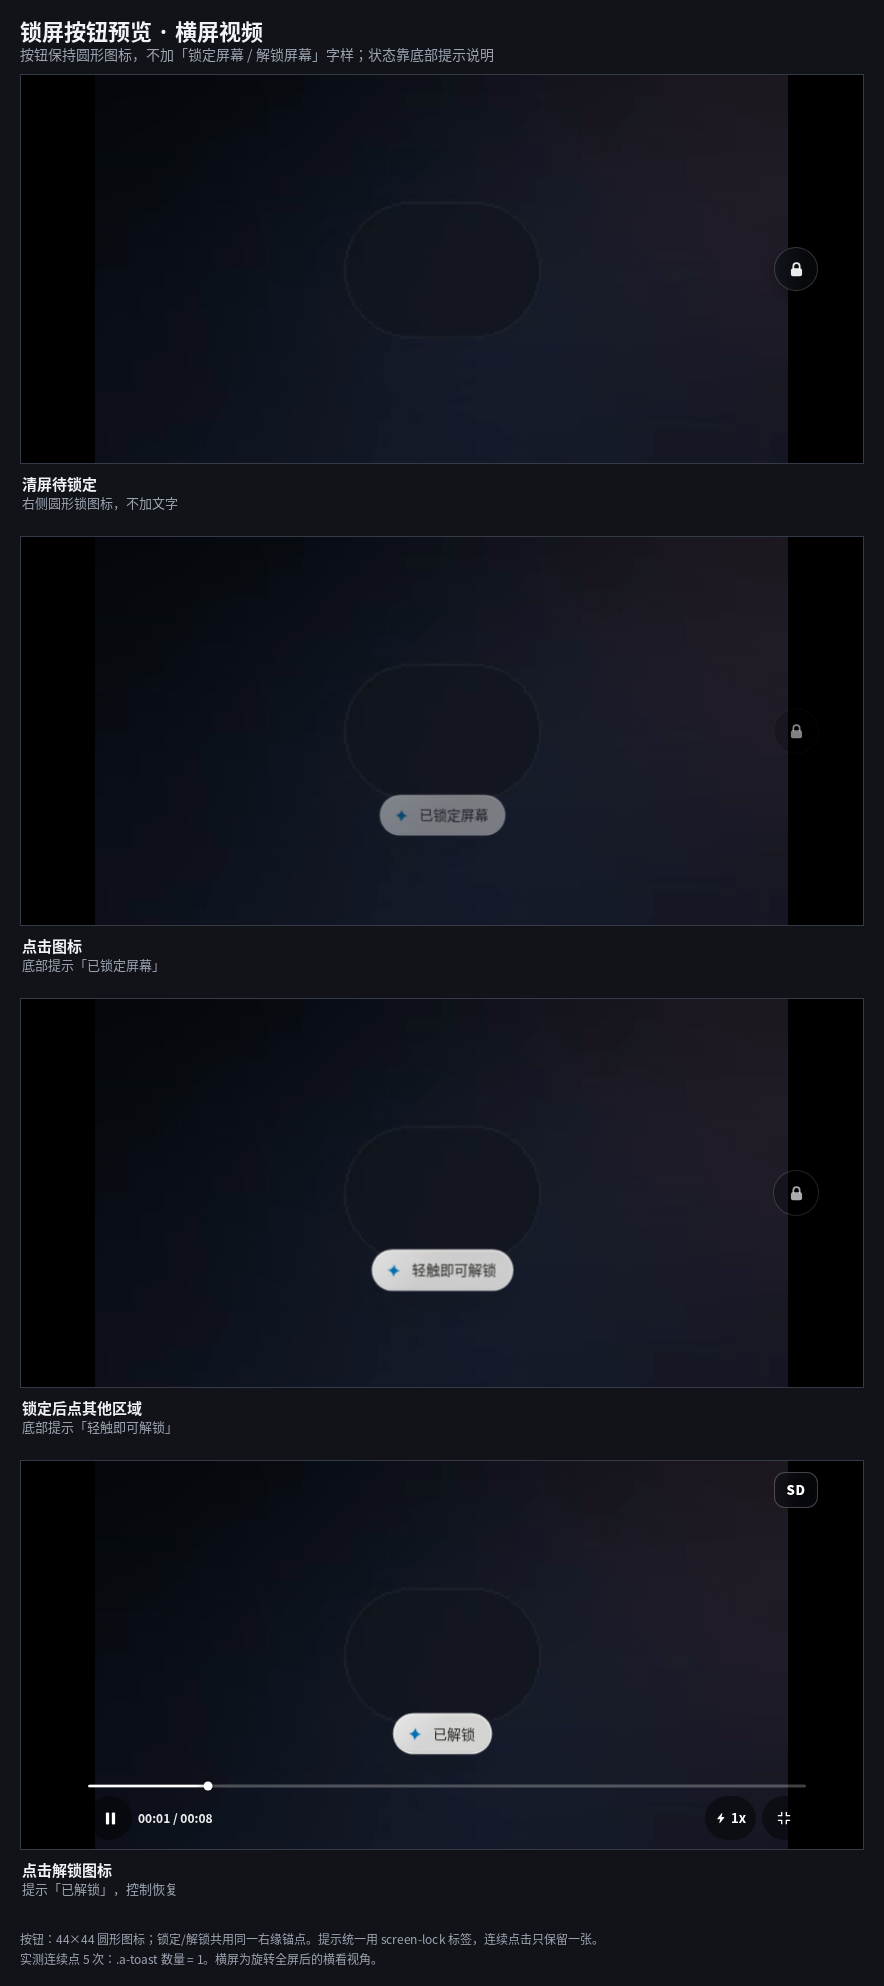 锁屏按钮预览 · 横屏视频
按钮保持圆形图标，不加「锁定屏幕 / 解锁屏幕」字样；状态靠底部提示说明
清屏待锁定
右侧圆形锁图标，不加文字
已锁定屏幕
点击图标
底部提示「已锁定屏幕」
轻触即可解锁
锁定后点其他区域
底部提示「轻触即可解锁」
SD
已解锁
00:01 / 00:08
1x
点击解锁图标
提示「已解锁」，控制恢复
按钮：44×44 圆形图标；锁定/解锁共用同一右缘锚点。提示统一用 screen-lock 标签，连续点击只保留一张。
实测连续点 5 次：.a-toast 数量 = 1。横屏为旋转全屏后的横看视角。